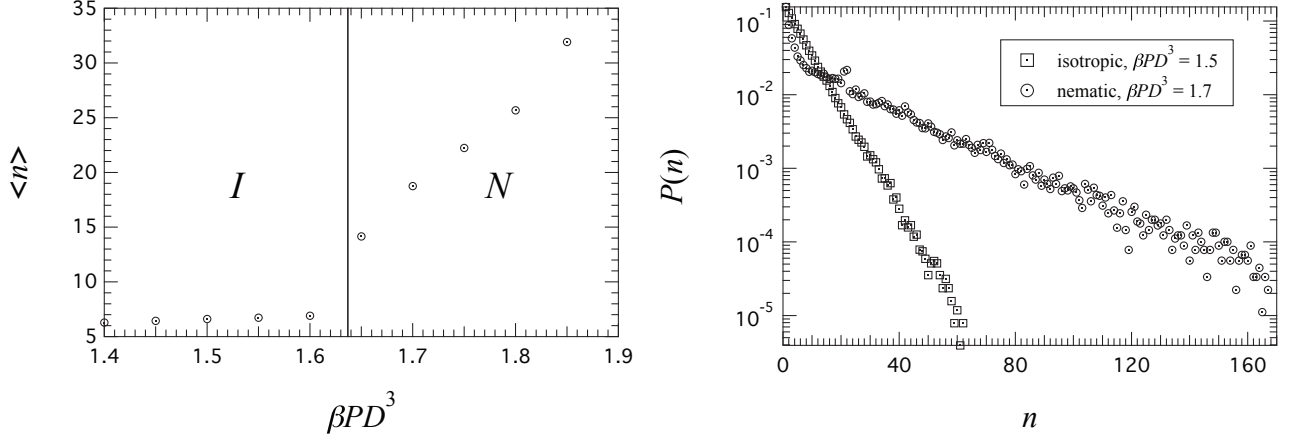 35
30
25
20
15
10
5
<n>
I
N
1.4 1.5 1.6 1.7 1.8 1.9
βPD³
10⁻¹
10⁻²
10⁻³
10⁻⁴
10⁻⁵
P(n)
isotropic, βPD³ = 1.5
nematic, βPD³ = 1.7
0 40 80 120 160
n